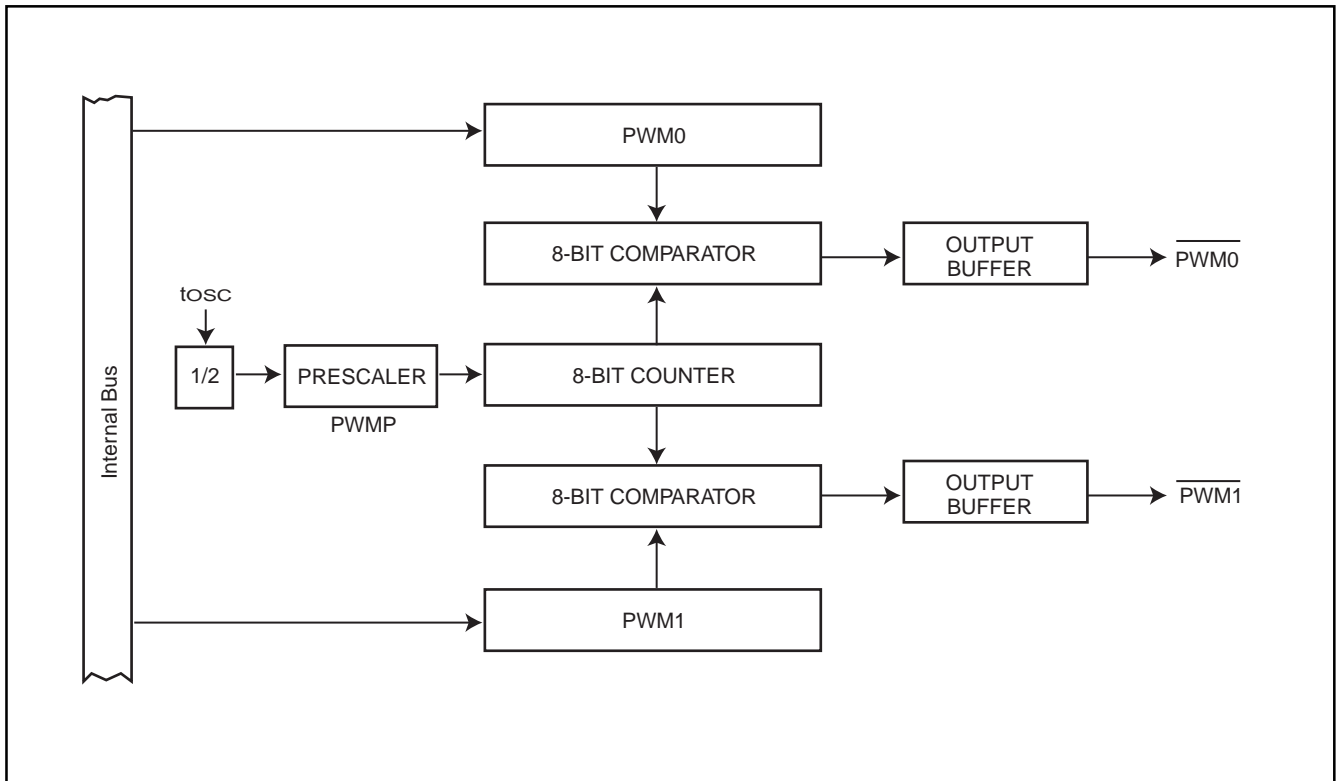 PWM0
8-BIT COMPARATOR
OUTPUT
BUFFER
PWM0
tOSC
Internal Bus
1/2
PRESCALER
8-BIT COUNTER
PWMP
8-BIT COMPARATOR
OUTPUT
BUFFER
PWM1
PWM1